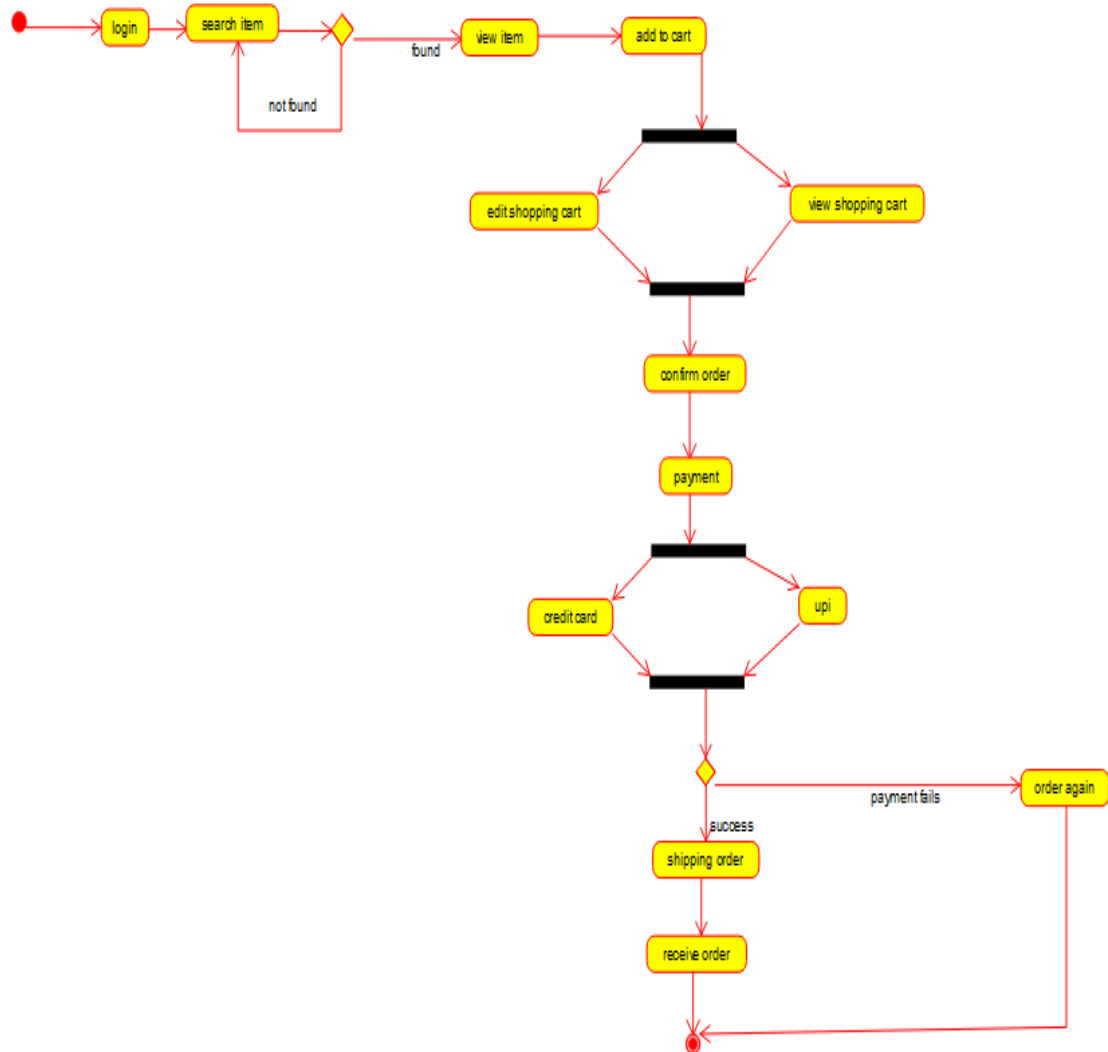 login
search item
found
view item
add to cart
not found
edit shopping cart
view shopping cart
confirm order
payment
credit card
upi
payment fails
order again
success
shipping order
receive order